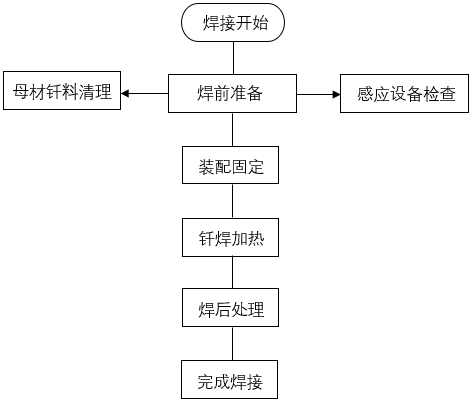 焊接开始
母材钎料清理
焊前准备
感应设备检查
装配固定
钎焊加热
焊后处理
完成焊接